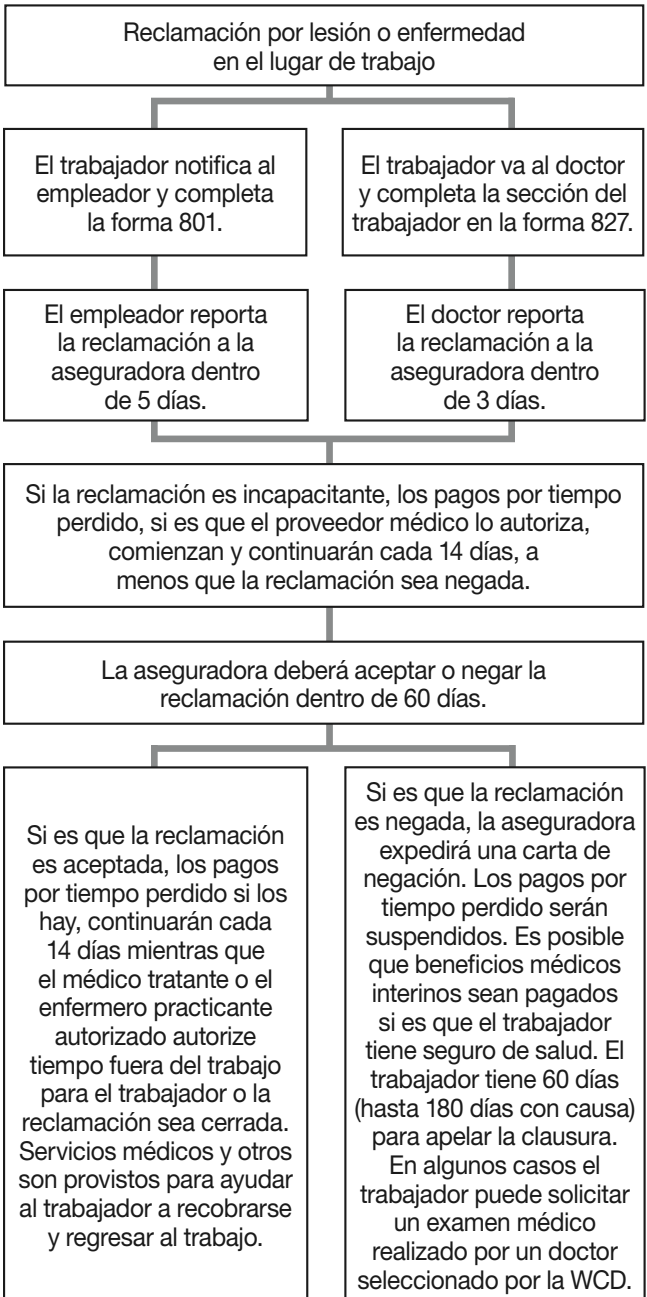 Reclamación por lesión o enfermedad
en el lugar de trabajo
El trabajador notifica al
empleador y completa
la forma 801.
El trabajador va al doctor
y completa la sección del
trabajador en la forma 827.
El empleador reporta
la reclamación a la
aseguradora dentro
de 5 días.
El doctor reporta
la reclamación a la
aseguradora dentro
de 3 días.
Si la reclamación es incapacitante, los pagos por tiempo
perdido, si es que el proveedor médico lo autoriza,
comienzan y continuarán cada 14 días, a
menos que la reclamación sea negada.
La aseguradora deberá aceptar o negar la
reclamación dentro de 60 días.
Si es que la reclamación
es aceptada, los pagos
por tiempo perdido si los
hay, continuarán cada
14 días mientras que
el médico tratante o el
enfermero practicante
autorizado autorize
tiempo fuera del trabajo
para el trabajador o la
reclamación sea cerrada.
Servicios médicos y otros
son provistos para ayudar
al trabajador a recobrarse
y regresar al trabajo.
Si es que la reclamación
es negada, la aseguradora
expedirá una carta de
negación. Los pagos por
tiempo perdido serán
suspendidos. Es posible
que beneficios médicos
interinos sean pagados
si es que el trabajador
tiene seguro de salud. El
trabajador tiene 60 días
(hasta 180 días con causa)
para apelar la clausura.
En algunos casos el
trabajador puede solicitar
un examen médico
realizado por un doctor
seleccionado por la WCD.